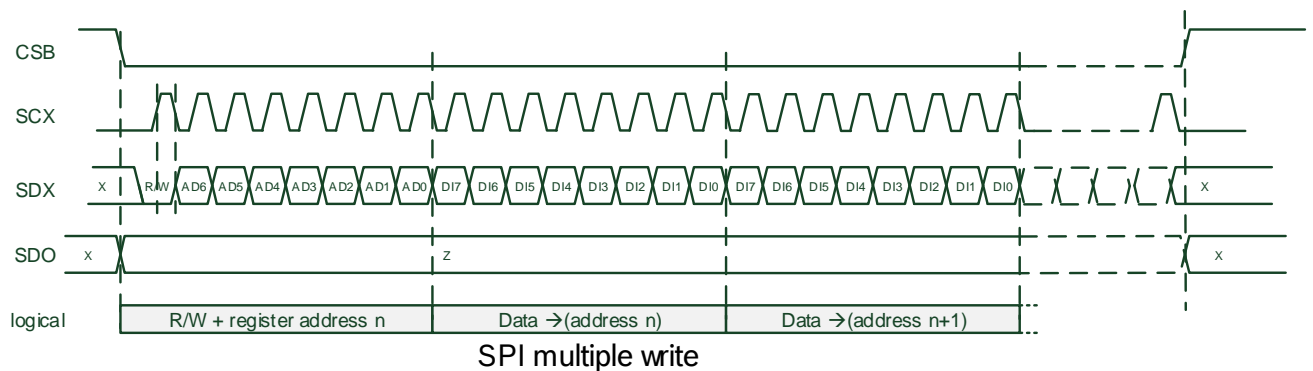 CSB
SCX
SDX X R/W AD6 AD5 AD4 AD3 AD2 AD1 AD0 DI7 DI6 DI5 DI4 DI3 DI2 DI1 DI0 DI7 DI6 DI5 DI4 DI3 DI2 DI1 DI0 X
SDO X Z X
logical R/W + register address n Data →(address n) Data →(address n+1)
SPI multiple write